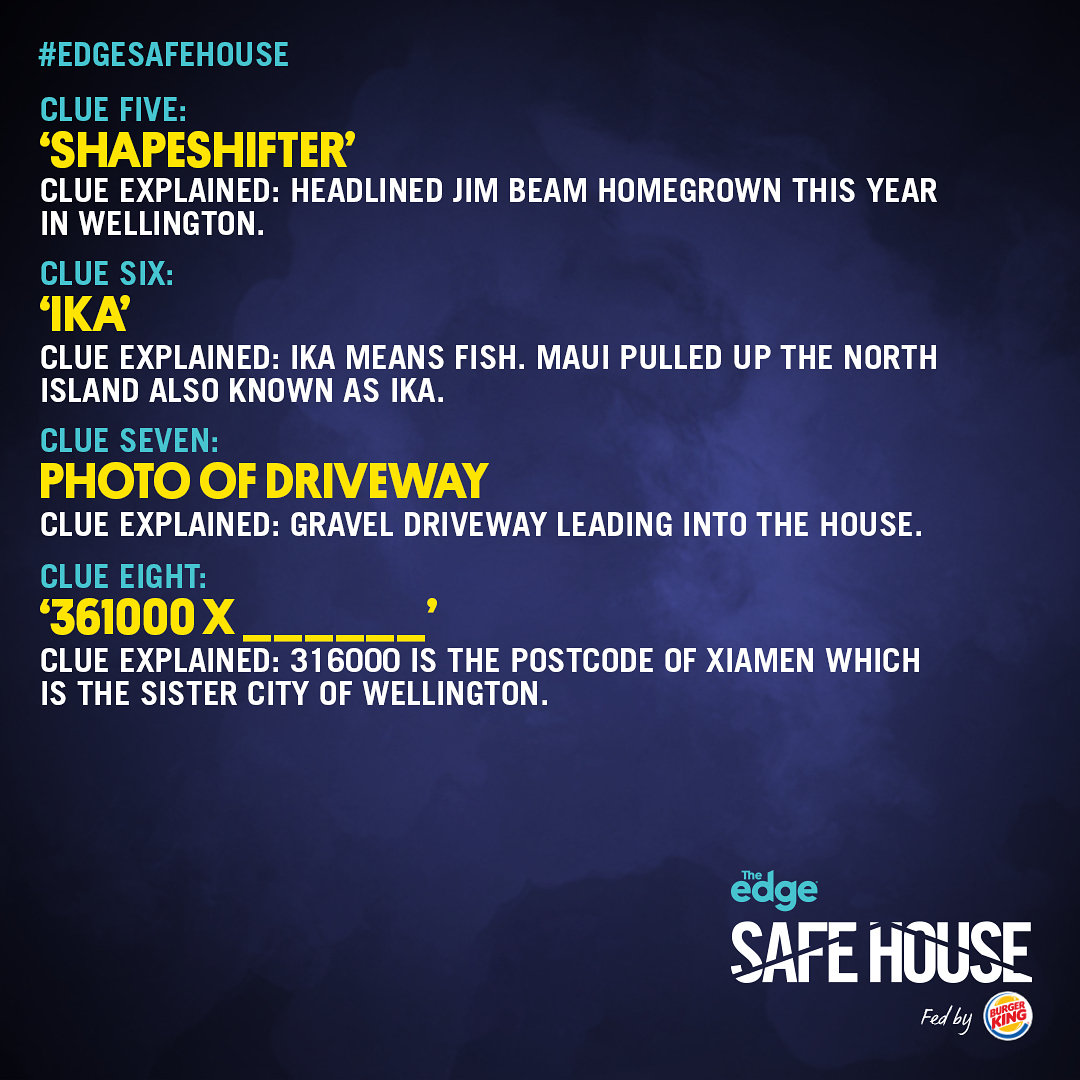 #EDGESAFEHOUSE
CLUE FIVE:
‘SHAPESHIFTER’
CLUE EXPLAINED: HEADLINED JIM BEAM HOMEGROWN THIS YEAR
IN WELLINGTON.
CLUE SIX:
‘IKA’
CLUE EXPLAINED: IKA MEANS FISH. MAUI PULLED UP THE NORTH
ISLAND ALSO KNOWN AS IKA.
CLUE SEVEN:
PHOTO OF DRIVEWAY
CLUE EXPLAINED: GRAVEL DRIVEWAY LEADING INTO THE HOUSE.
CLUE EIGHT:
‘361000 X _ _ _ _ _ _’
CLUE EXPLAINED: 316000 IS THE POSTCODE OF XIAMEN WHICH
IS THE SISTER CITY OF WELLINGTON.
The
edge
SAFE HOUSE
Fed by
BURGER
KING